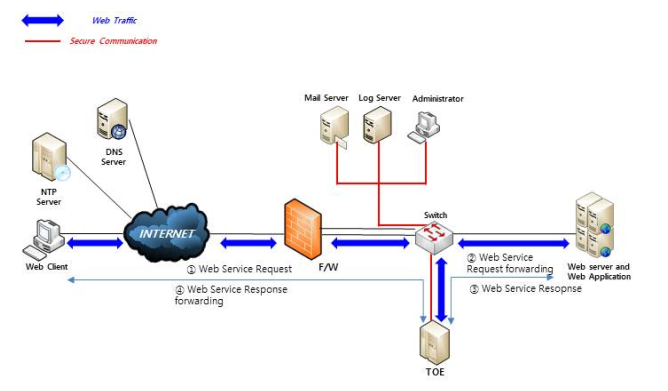 Web Traffic
Secure Communication
Mail Server
Log Server
Administrator
DNS
Server
NTP
Server
INTERNET
Switch
Web Client
F/W
① Web Service Request
② Web Service
Request forwarding
Web server and
Web Application
④ Web Service Response
forwarding
③ Web Service Resopnse
TOE